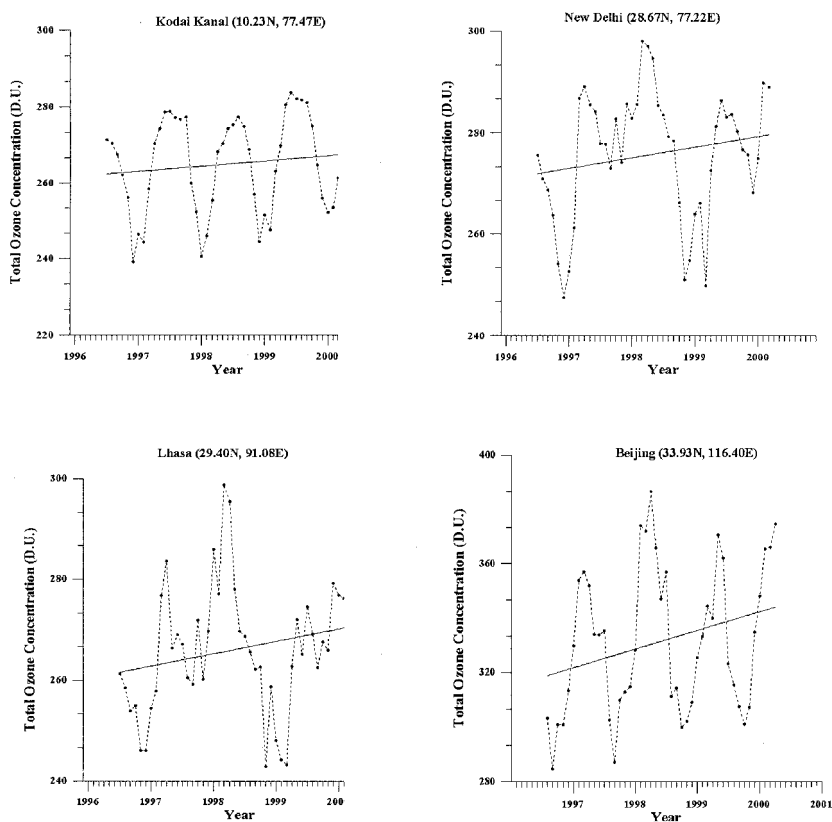 Kodai Kanal (10.23N, 77.47E)
300
280
260
240
220
Total Ozone Concentration (D.U.)
1996 1997 1998 1999 2000
Year
New Delhi (28.67N, 77.22E)
300
280
260
240
Total Ozone Concentration (D.U.)
1996 1997 1998 1999 2000
Year
Lhasa (29.40N, 91.08E)
300
280
260
240
Total Ozone Concentration (D.U.)
1996 1997 1998 1999 200
Year
Beijing (33.93N, 116.40E)
400
360
320
280
Total Ozone Concentration (D.U.)
1997 1998 1999 2000 2001
Year